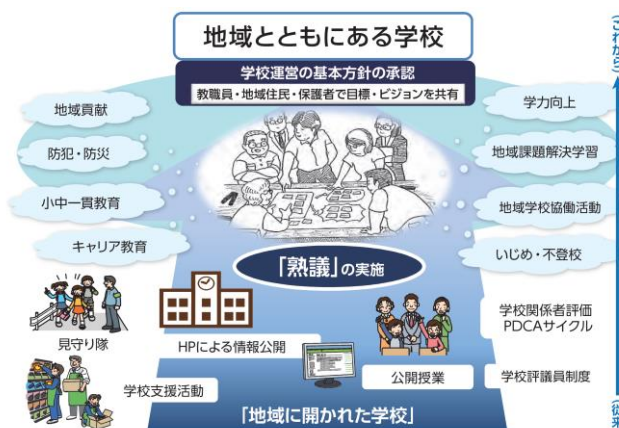 地域とともにある学校
(これから)
学校運営の基本方針の承認
教職員・地域住民・保護者で目標・ビジョンを共有
地域貢献
学力向上
防犯・防災
地域課題解決学習
小中一貫教育
地域学校協働活動
キャリア教育
いじめ・不登校
「熟議」の実施
見守り隊
HPによる情報公開
学校関係者評価
PDCAサイクル
学校支援活動
公開授業
学校評議員制度
「地域に開かれた学校」
(従来